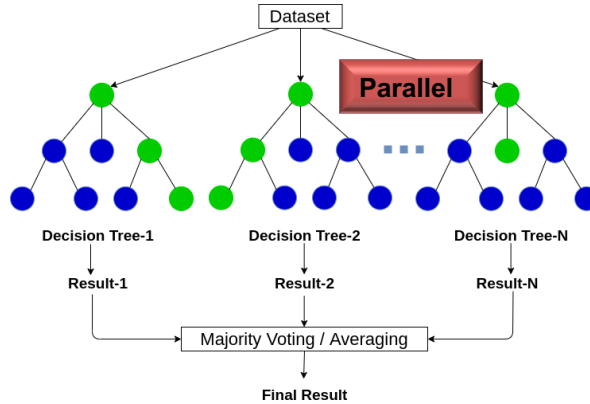 Dataset
Parallel
Decision Tree-1
Decision Tree-2
Decision Tree-N
Result-1
Result-2
Result-N
Majority Voting / Averaging
Final Result